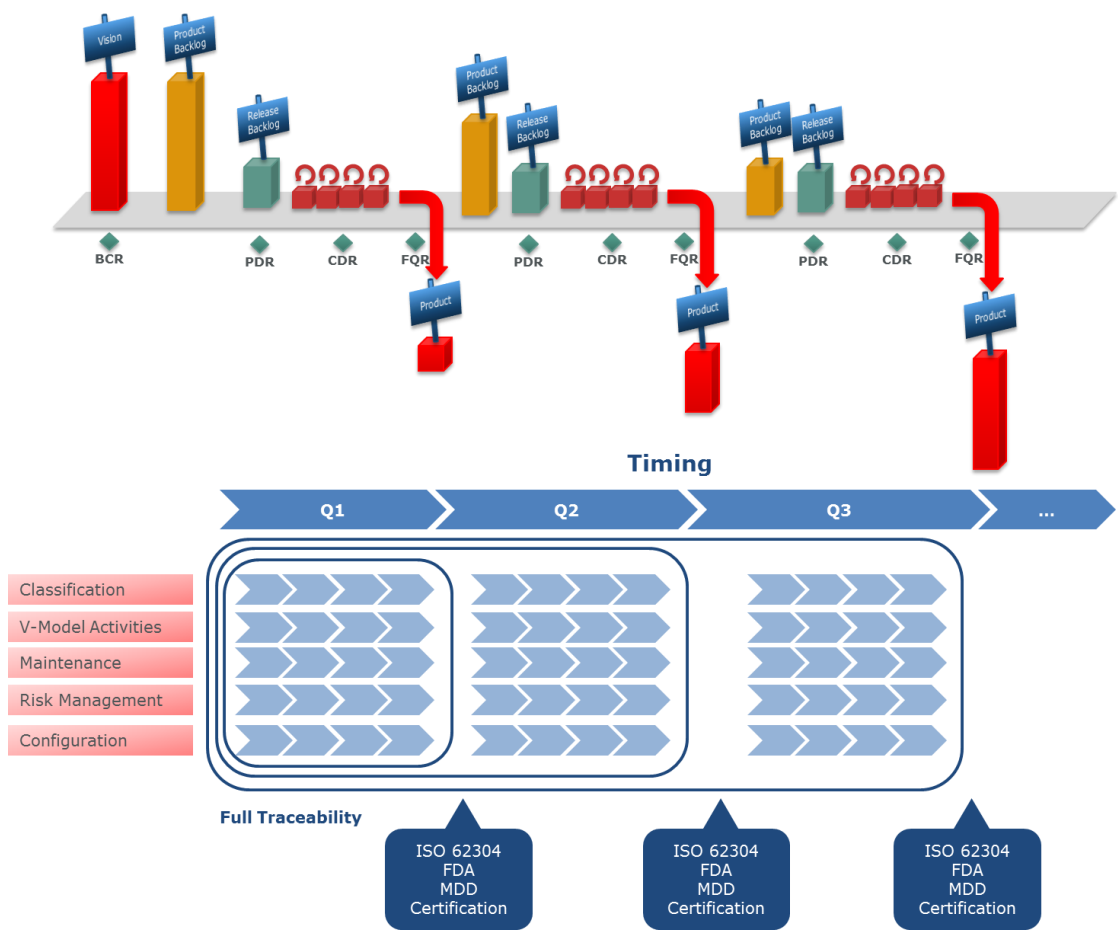 Vision
Product
Backlog
Release
Backlog
Product
Backlog
Release
Backlog
Product
Backlog
Release
Backlog
BCR
PDR
CDR
FQR
PDR
CDR
FQR
PDR
CDR
FQR
Product
Product
Product
Timing
Q1
Q2
Q3
...
Classification
V-Model Activities
Maintenance
Risk Management
Configuration
Full Traceability
ISO 62304
FDA
MDD
Certification
ISO 62304
FDA
MDD
Certification
ISO 62304
FDA
MDD
Certification